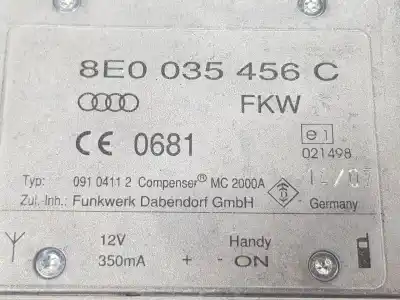 8E0 035 456 C
FKW
CE 0681
e1
021498
Typ: 091 0411 2 Compenser® MC 2000A
Zul. Inh.: Funkwerk Dabendorf GmbH
Germany
12V Handy
350mA + - ON